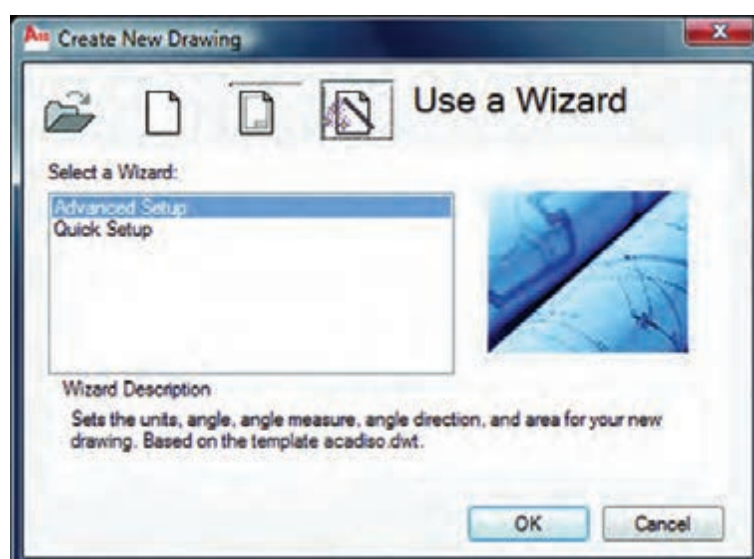 Create New Drawing
Use a Wizard
Select a Wizard:
Advanced Setup
Quick Setup
Wizard Description
Sets the units, angle, angle measure, angle direction, and area for your new
drawing. Based on the template acadiso.dwt.
OK
Cancel